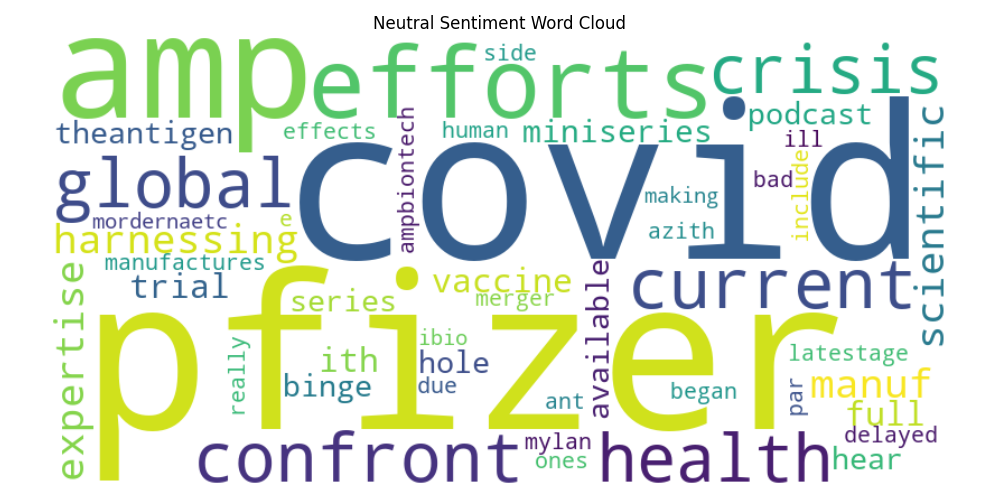 Neutral Sentiment Word Cloud
amp
efforts
side
crisis
podcast
theantigen
effects
human
miniseries
ill
ampbiontech
covid
scientific
global
bad
include
making
mordernaetc
e
azith
harnessing
manufactures
trial
vaccine
current
series
merger
available
expertise
pfizer
really
ibio
ith
hole
latestage
binge
due
began
par
manuf
ant
full
confront
mylan
health
delayed
ones
hear